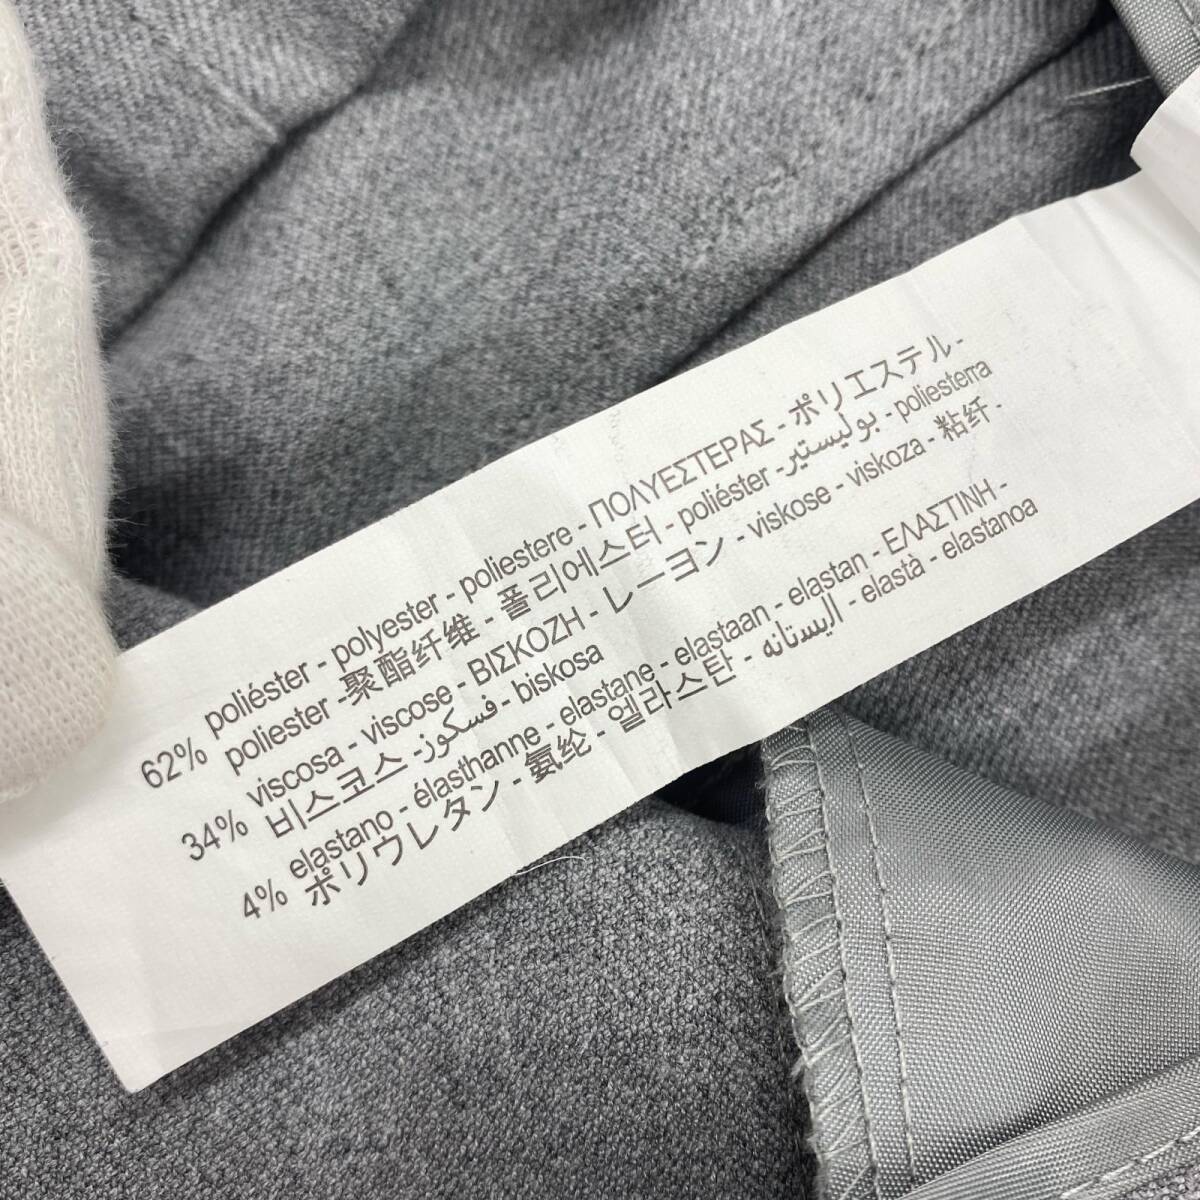 62% poliéster - polyester - poliestere - ΠΟΛΥΕΣΤΕΡΑΣ - ポリエステル -
poliester - 聚酯纤维 - 폴리에스터 - poliéster - بوليستير - poliesterra
34% viscosa - viscose - ΒΙΣΚΟΖΗ - レーヨン - viskose - viskoza - 粘纤 -
비스코스 - فسكوز - biskosa
4% elastano - élasthanne - elastane - elastaan - elastan - ΕΛΑΣΤΙΝΗ -
ポリウレタン - 氨纶 - 엘라스탄 - اليستانه - elastà - elastanoa